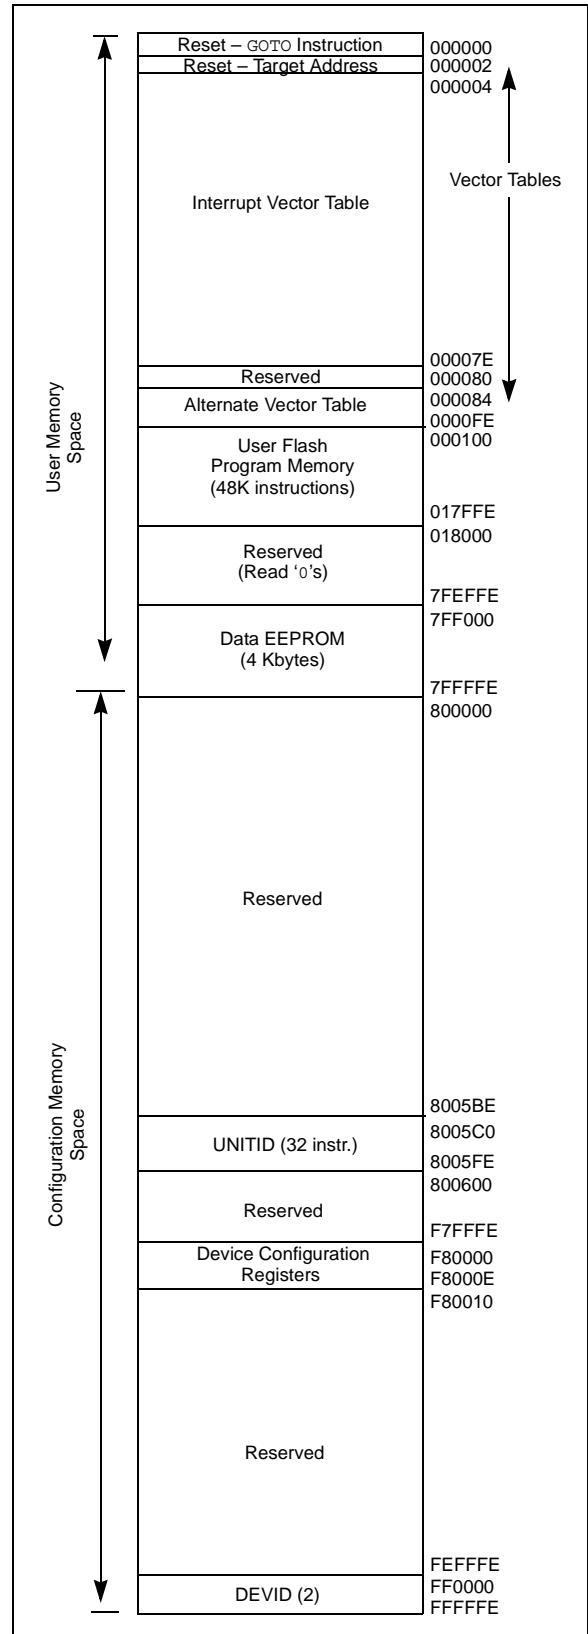 Reset – GOTO Instruction
000000
Reset – Target Address
000002
000004
Vector Tables
Interrupt Vector Table
00007E
Reserved
000080
Alternate Vector Table
000084
0000FE
User Memory
Space
000100
User Flash
Program Memory
(48K instructions)
017FFE
018000
Reserved
(Read ‘0’s)
7FEFFE
7FF000
Data EEPROM
(4 Kbytes)
7FFFFE
800000
Reserved
Configuration Memory
Space
8005BE
8005C0
UNITID (32 instr.)
8005FE
800600
Reserved
F7FFFE
Device Configuration
Registers
F80000
F8000E
F80010
Reserved
FEFFFE
FF0000
DEVID (2)
FFFFFE